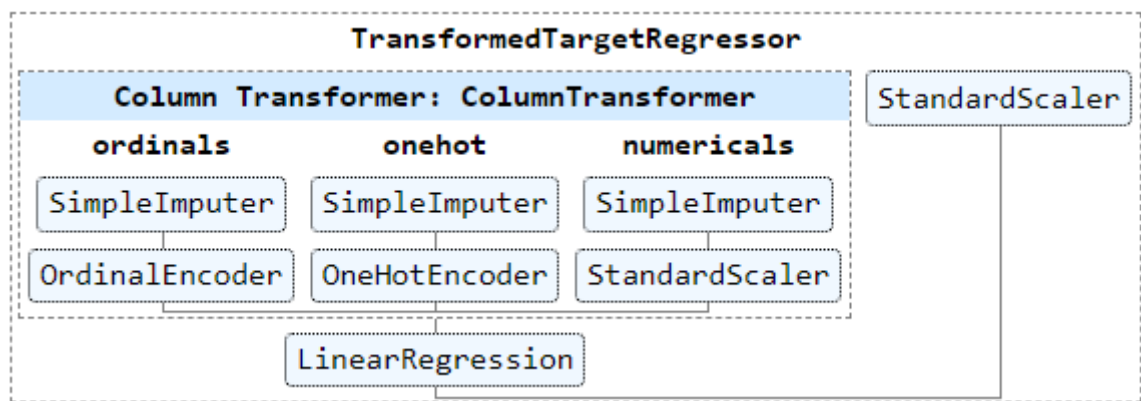 TransformedTargetRegressor
Column Transformer: ColumnTransformer
StandardScaler
ordinals onehot numericals
SimpleImputer SimpleImputer SimpleImputer
OrdinalEncoder OneHotEncoder StandardScaler
LinearRegression